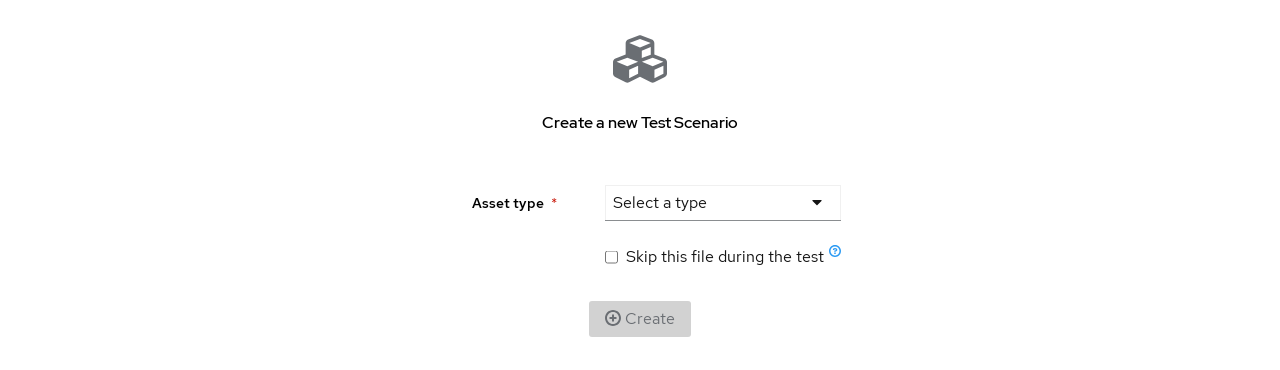 Create a new Test Scenario
Asset type *
Select a type
Skip this file during the test
Create